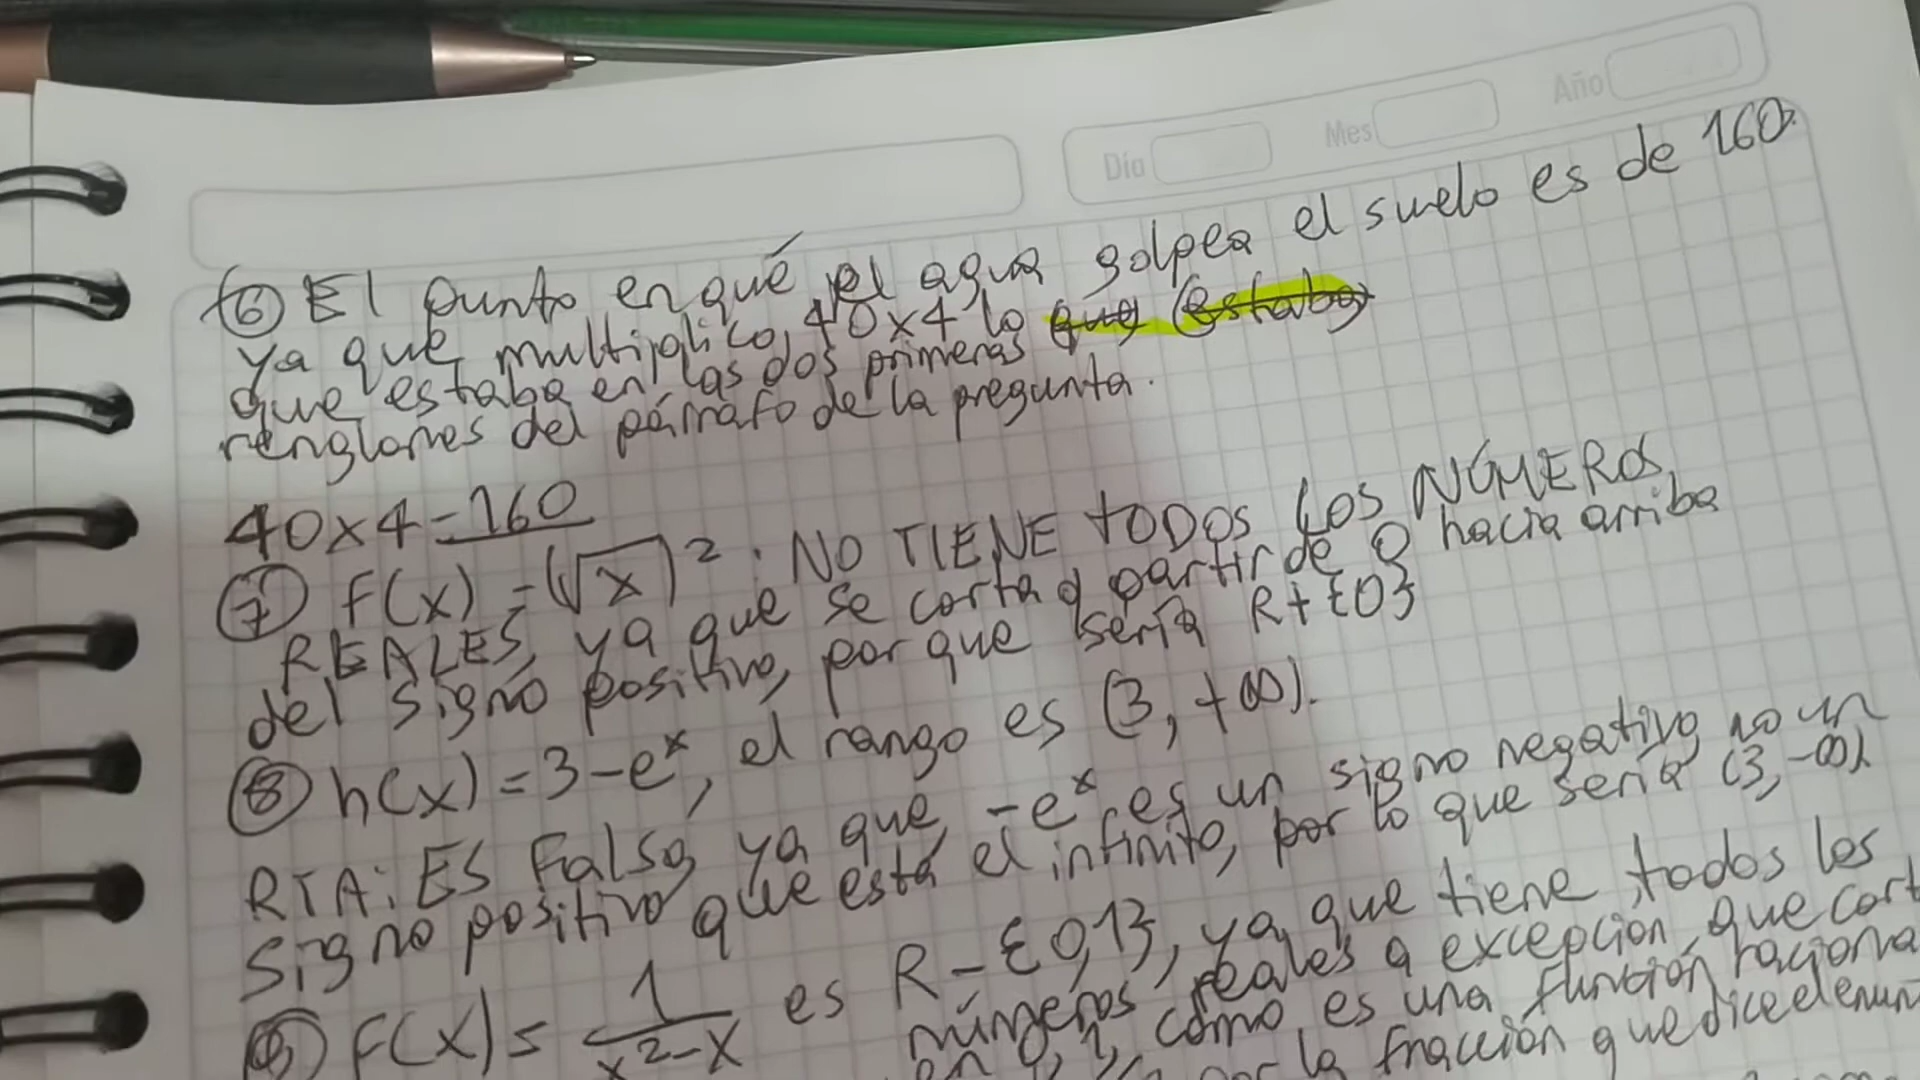 Día Mes Año
6 El punto en qué el agua golpea el suelo es de 160.
ya que multiplico 40x4 lo que estaba
que estaba en las dos primeras
renglones del párrafo de la pregunta.
40x4=160
7 f(x)=(√x)². NO TIENE TODOS LOS NÚMEROS
REALES, ya que se corta a partir de 0 hacia arriba
del signo positivo, por que sería R+{0}
8 h(x)=3-eˣ, el rango es (3,+∞).
RTA: ES Falso, ya que -eˣ es un signo negativo no un
signo positivo que está el infinito, por lo que sería (3,-∞).
f(x)= 1/x²-x es R-{0,1}, ya que tiene todos los
números reales a excepción que cort
en 0,1, como es una función raciona
por la fracción que dice el enun